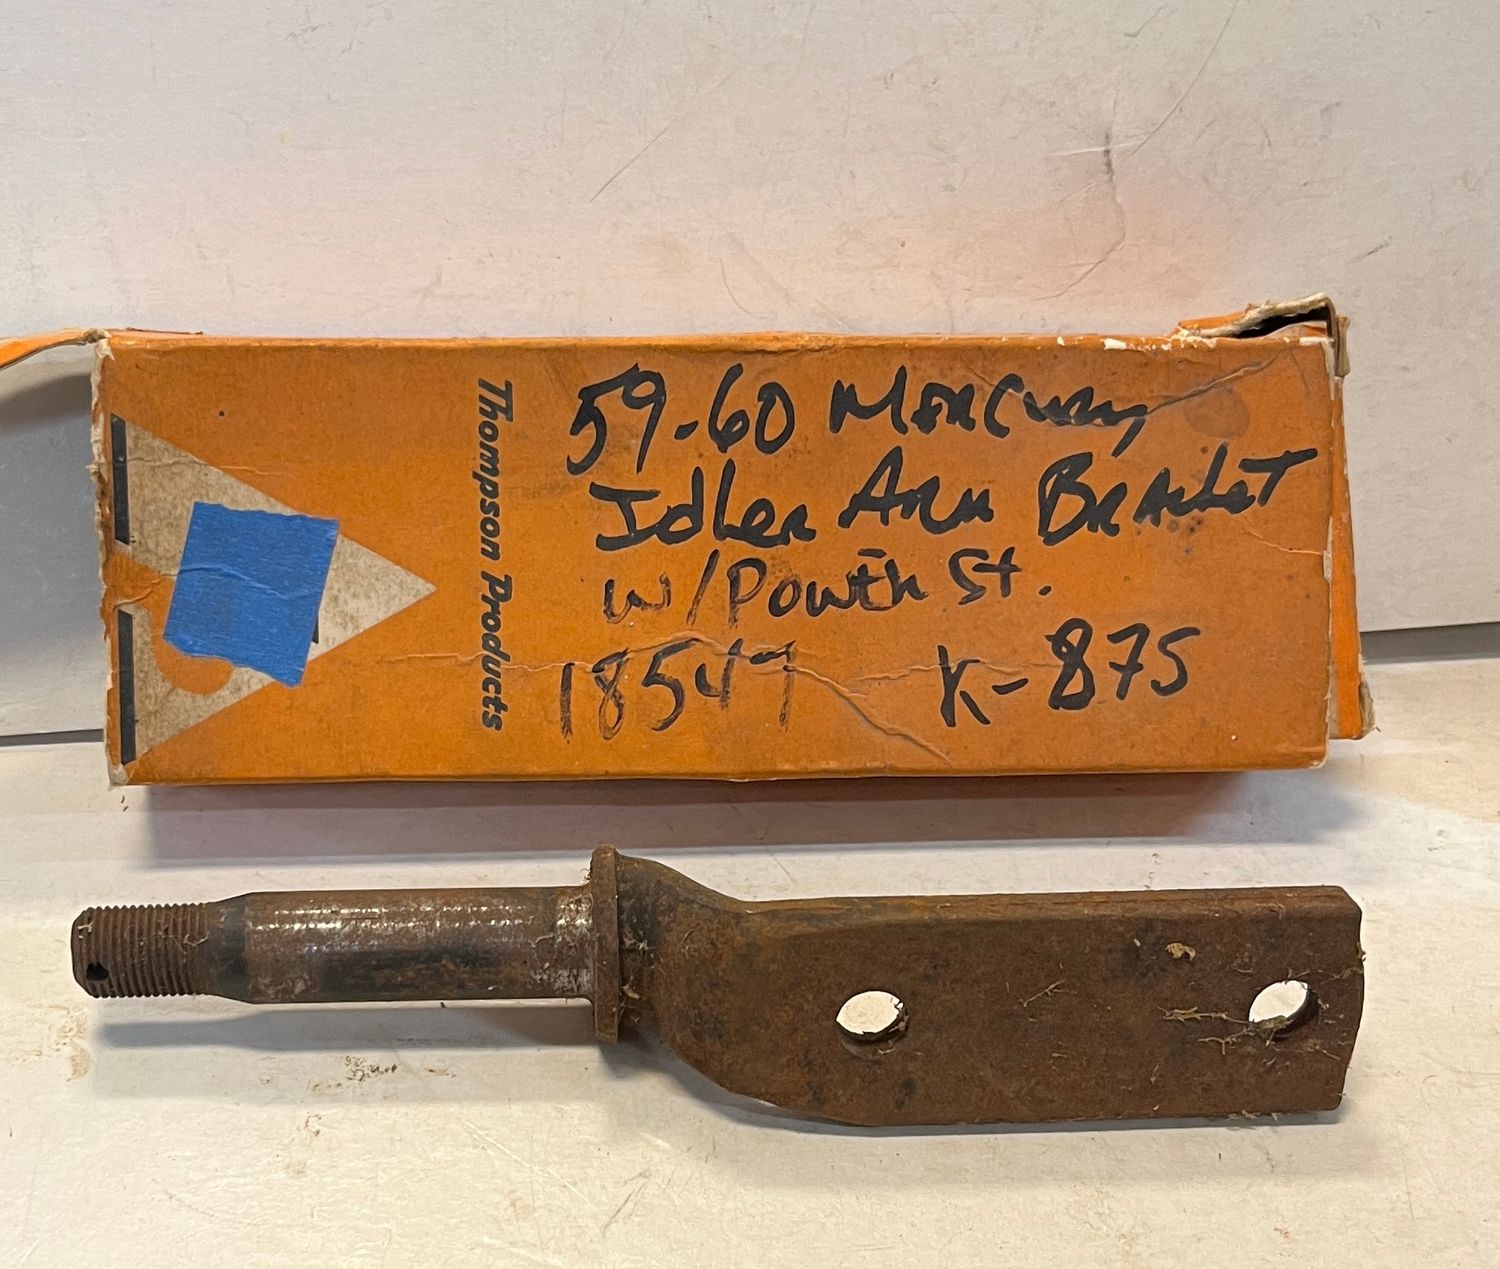 Thompson Products
59-60 Mercury
Idler Arm Bracket
w/Power St.
18547 K-875